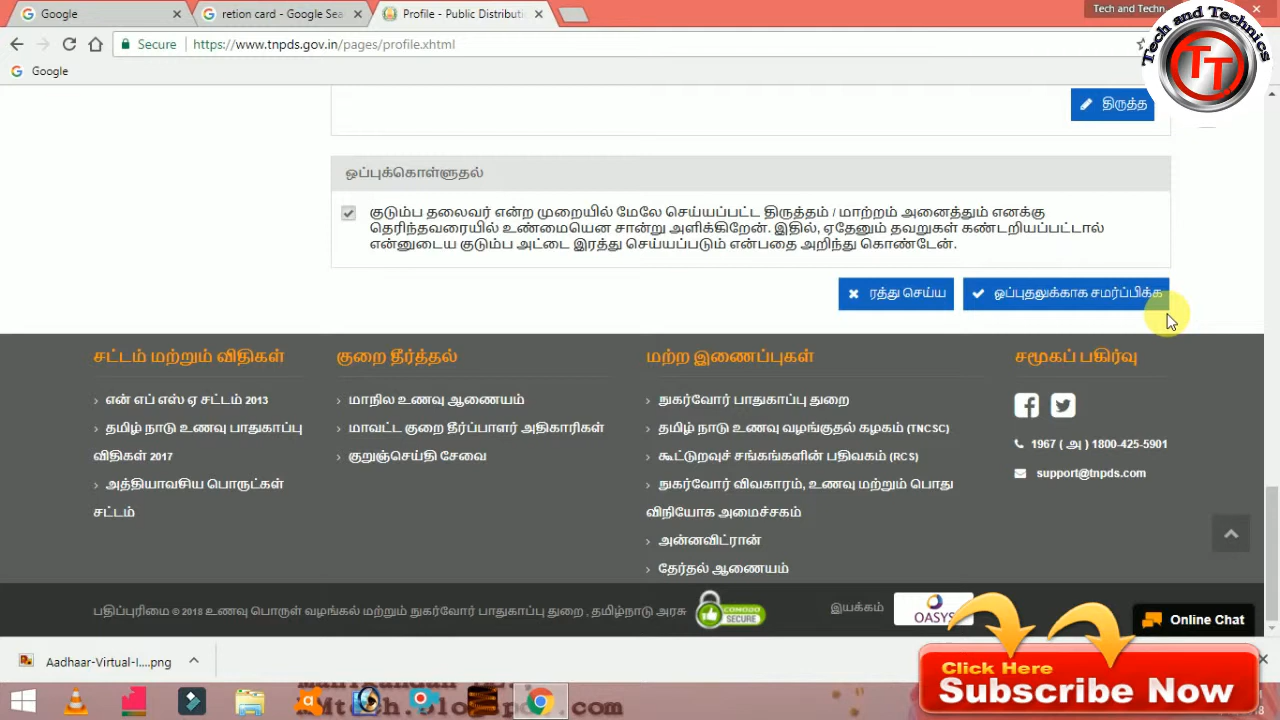 Google
retion card - Google Sea
Profile - Public Distributi
Tech and Techn
Tech and Technics
TT
Secure
https://www.tnpds.gov.in/pages/profile.xhtml
Google
திருத்த
ஒப்புக்கொள்ளுதல்
குடும்ப தலைவர் என்ற முறையில் மேலே செய்யப்பட்ட திருத்தம் / மாற்றம் அனைத்தும் எனக்கு
தெரிந்தவரையில் உண்மையென சான்று அளிக்கிறேன். இதில், ஏதேனும் தவறுகள் கண்டறியப்பட்டால்
என்னுடைய குடும்ப அட்டை இரத்து செய்யப்படும் என்பதை அறிந்து கொண்டேன்.
ரத்து செய்ய
ஒப்புதலுக்காக சமர்ப்பிக்க
சட்டம் மற்றும் விதிகள்
என் எப் எஸ் ஏ சட்டம் 2013
தமிழ் நாடு உணவு பாதுகாப்பு
விதிகள் 2017
அத்தியாவசிய பொருட்கள்
சட்டம்
குறை தீர்த்தல்
மாநில உணவு ஆணையம்
மாவட்ட குறை தீர்ப்பாளர் அதிகாரிகள்
குறுஞ்செய்தி சேவை
மற்ற இணைப்புகள்
நுகர்வோர் பாதுகாப்பு துறை
தமிழ் நாடு உணவு வழங்குதல் கழகம் (TNCSC)
கூட்டுறவுச் சங்கங்களின் பதிவகம் (RCS)
நுகர்வோர் விவகாரம், உணவு மற்றும் பொது
விநியோக அமைச்சகம்
அன்னவிட்ரான்
தேர்தல் ஆணையம்
சமூகப் பகிர்வு
1967 ( அ ) 1800-425-5901
support@tnpds.com
பதிப்புரிமை © 2018 உணவு பொருள் வழங்கல் மற்றும் நுகர்வோர் பாதுகாப்பு துறை , தமிழ்நாடு அரசு
COMODO
SECURE
இயக்கம்
OASYS
Online Chat
Aadhaar-Virtual-I....png
Click Here
Subscribe Now